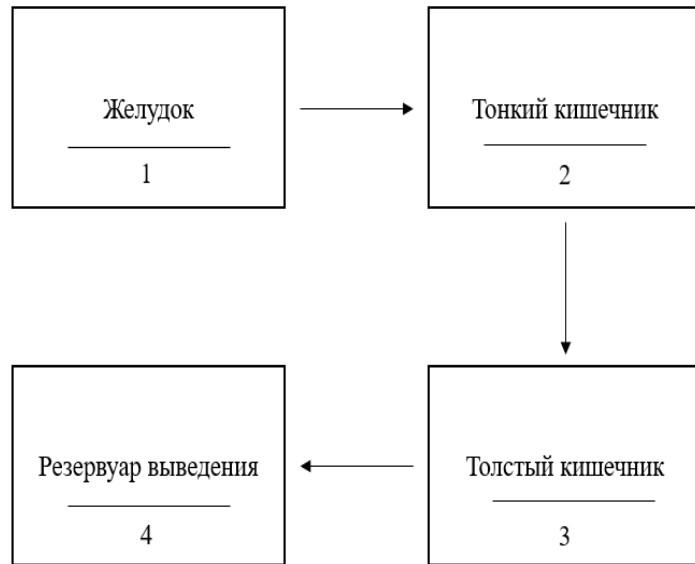 Желудок
1
Тонкий кишечник
2
Резервуар выведения
4
Толстый кишечник
3